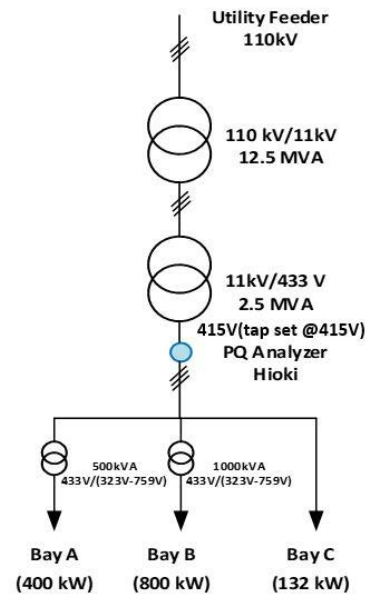 Utility Feeder
110kV
110 kV/11kV
12.5 MVA
11kV/433 V
2.5 MVA
415V(tap set @415V)
PQ Analyzer
Hioki
500kVA
433V/(323V-759V)
1000kVA
433V/(323V-759V)
Bay A
(400 kW)
Bay B
(800 kW)
Bay C
(132 kW)